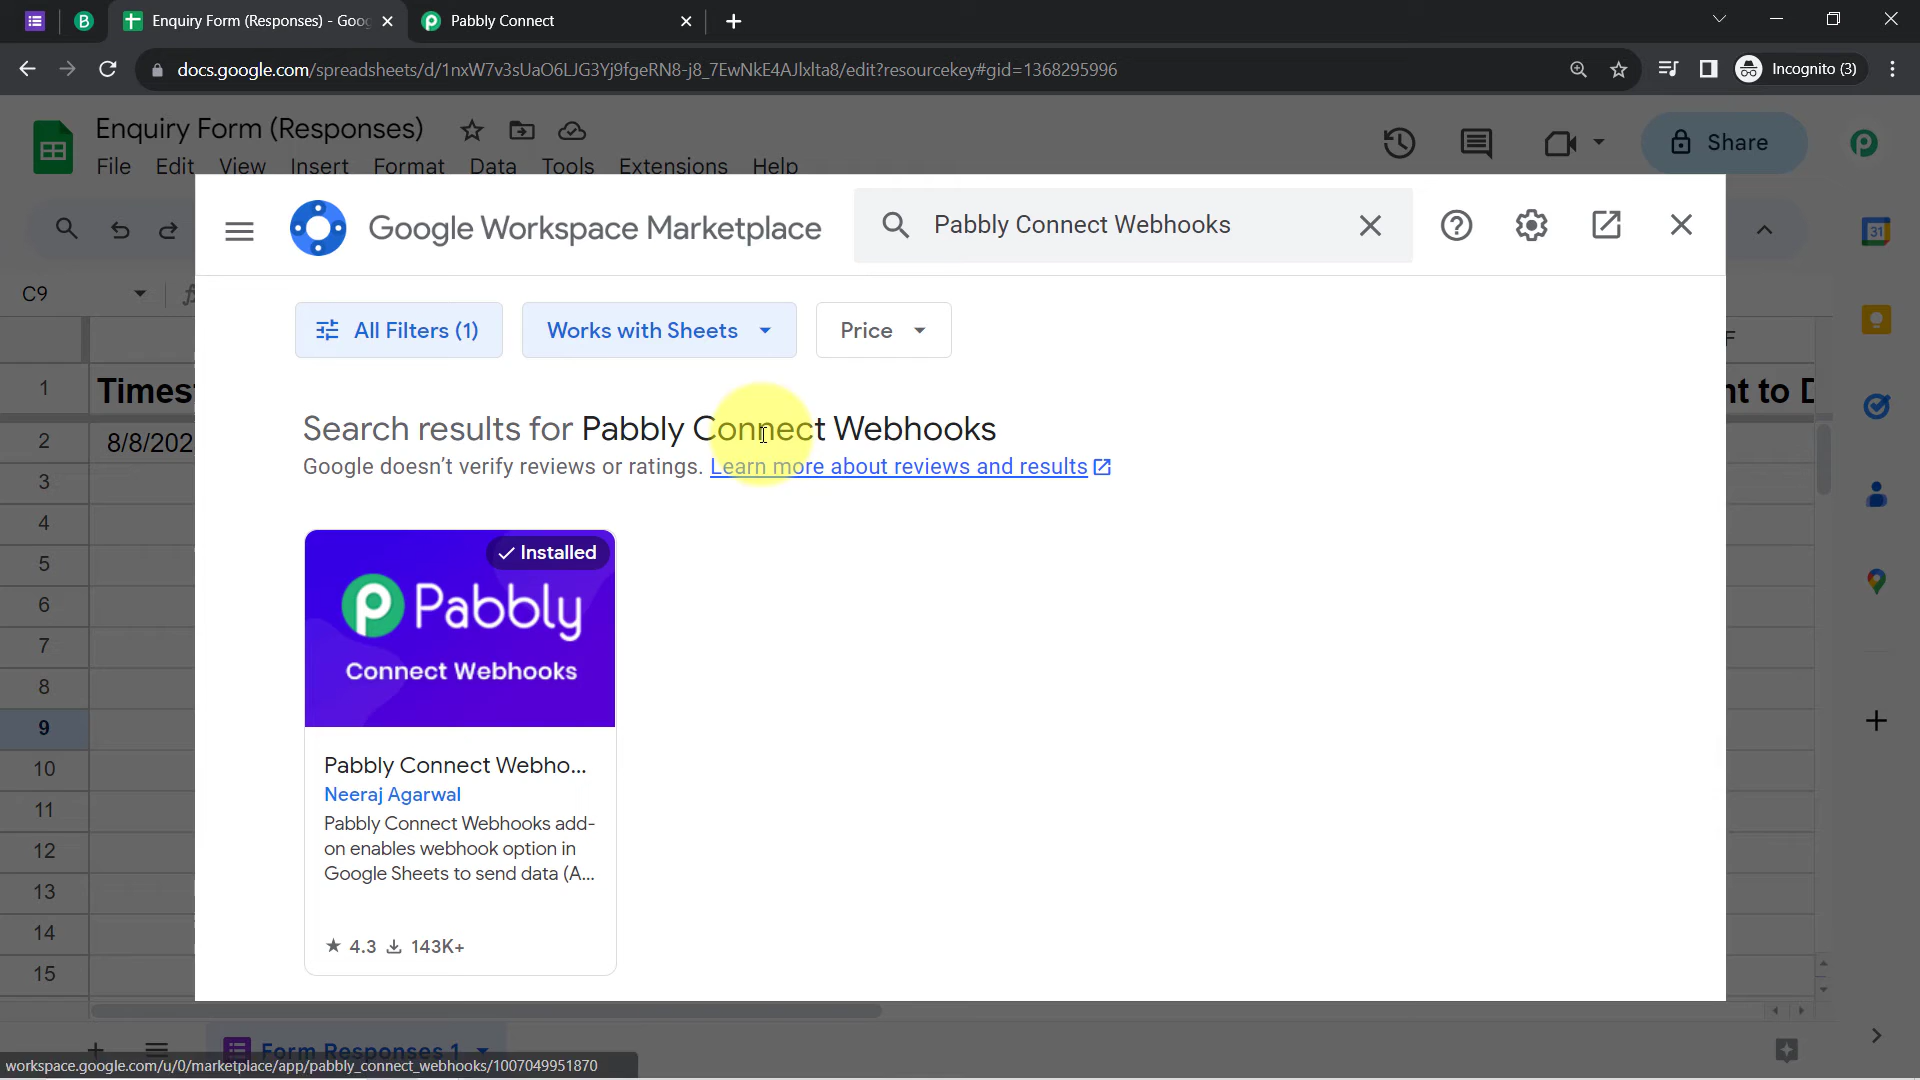 Enquiry Form (Responses) - Goog
Pabbly Connect
docs.google.com/spreadsheets/d/1nxW7v3sUaO6LJG3Yj9fgeRN8-j8_7EwNkE4AJlxlta8/edit?resourcekey#gid=1368295996
Incognito (3)
Enquiry Form (Responses)
File Edit View Insert Format Data Tools Extensions Help
Share
Google Workspace Marketplace
Pabbly Connect Webhooks
31
C9
All Filters (1)
Works with Sheets
Price
F
1 Times
nt to D
2 8/8/202
3
4
5
6
7
8
9
10
11
12
13
14
15
Search results for Pabbly Connect Webhooks
Google doesn't verify reviews or ratings. Learn more about reviews and results
Installed
Pabbly
Connect Webhooks
Pabbly Connect Webho...
Neeraj Agarwal
Pabbly Connect Webhooks add-
on enables webhook option in
Google Sheets to send data (A...
4.3 143K+
Form Responses 1
workspace.google.com/u/0/marketplace/app/pabbly_connect_webhooks/1007049951870